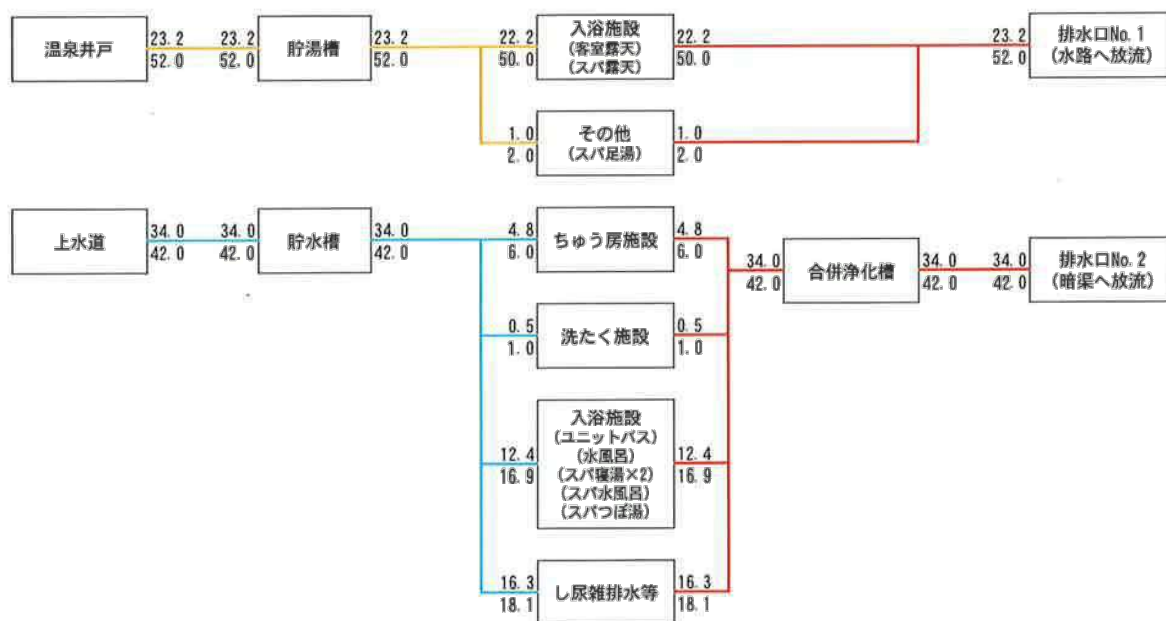 温泉井戸
23.2
52.0
23.2
52.0
貯湯槽
23.2
52.0
22.2
50.0
入浴施設
(客室露天)
(スパ露天)
22.2
50.0
23.2
52.0
排水口No.1
(水路へ放流)
1.0
2.0
その他
(スパ足湯)
1.0
2.0
上水道
34.0
42.0
34.0
42.0
貯水槽
34.0
42.0
4.8
6.0
ちゅう房施設
4.8
6.0
34.0
42.0
合併浄化槽
34.0
42.0
34.0
42.0
排水口No.2
(暗渠へ放流)
0.5
1.0
洗たく施設
0.5
1.0
12.4
16.9
入浴施設
(ユニットバス)
(水風呂)
(スパ寝湯×2)
(スパ水風呂)
(スパつぼ湯)
12.4
16.9
16.3
18.1
し尿雑排水等
16.3
18.1